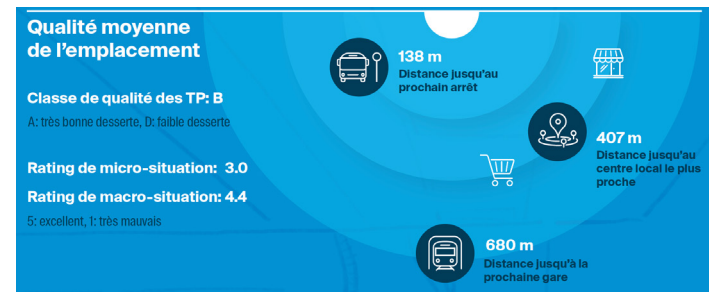 Qualité moyenne
de l'emplacement
Classe de qualité des TP: B
A: très bonne desserte, D: faible desserte
Rating de micro-situation: 3.0
Rating de macro-situation: 4.4
5: excellent, 1: très mauvais
138 m
Distance jusqu'au
prochain arrêt
407 m
Distance jusqu'au
centre local le plus
proche
680 m
Distance jusqu'à la
prochaine gare